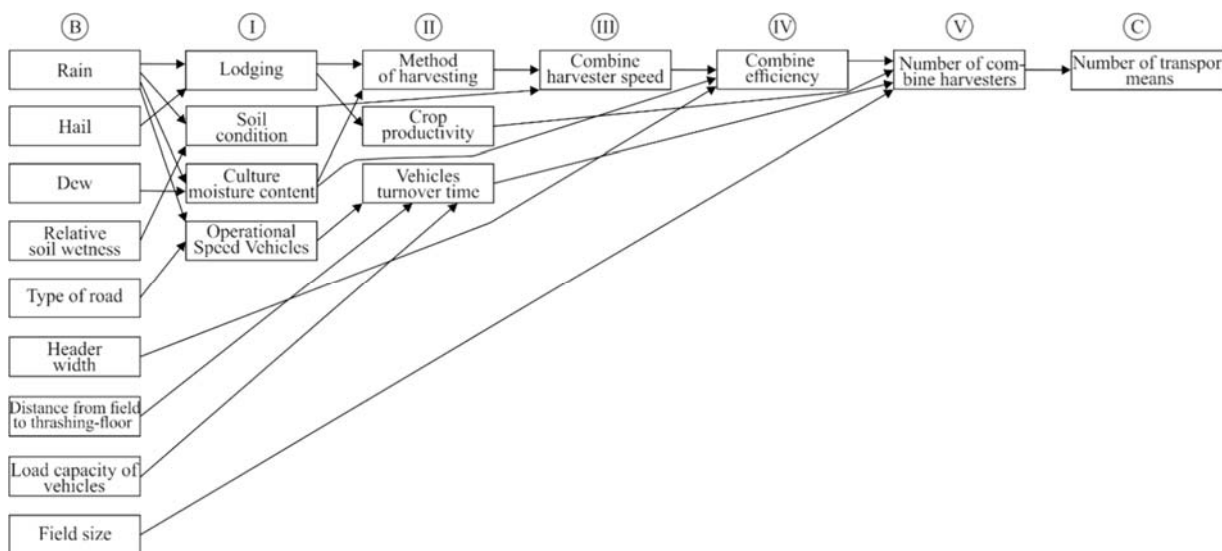 B
I
II
III
IV
V
C
Rain
Hail
Dew
Relative
soil wetness
Type of road
Header
width
Distance from field
to thrashing-floor
Load capacity of
vehicles
Field size
Lodging
Soil
condition
Culture
moisture content
Operational
Speed Vehicles
Method
of harvesting
Crop
productivity
Vehicles
turnover time
Combine
harvester speed
Combine
efficiency
Number of com-
bine harvesters
Number of transpor
means